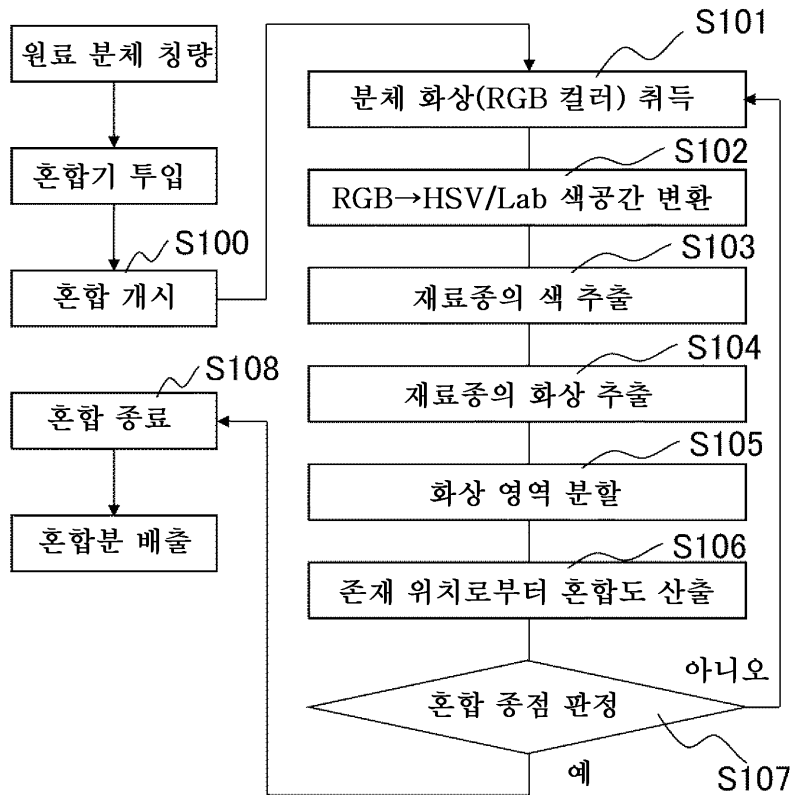 원료 분체 칭량
혼합기 투입
S100
혼합 개시
S101
분체 화상(RGB 컬러) 취득
S102
RGB→HSV/Lab 색공간 변환
S103
재료종의 색 추출
S104
재료종의 화상 추출
S105
화상 영역 분할
S106
존재 위치로부터 혼합도 산출
아니오
혼합 종점 판정
S107
예
S108
혼합 종료
혼합분 배출